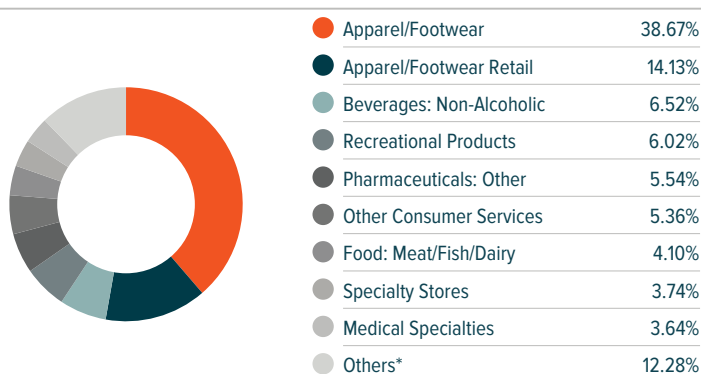 Apparel/Footwear 38.67%
Apparel/Footwear Retail 14.13%
Beverages: Non-Alcoholic 6.52%
Recreational Products 6.02%
Pharmaceuticals: Other 5.54%
Other Consumer Services 5.36%
Food: Meat/Fish/Dairy 4.10%
Specialty Stores 3.74%
Medical Specialties 3.64%
Others* 12.28%